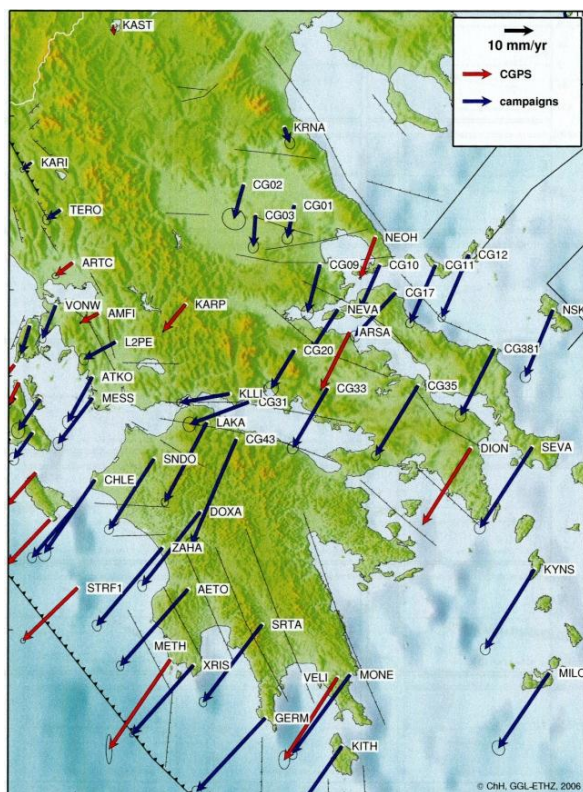 KAST
10 mm/yr
CGPS
campaigns
KRNA
KARI
CG02
TERO
CG03
CG01
NEOH
ARTC
CG09
CG10
CG11
CG12
VONW
AMFI
KARP
NEVA
CG17
NSK
L2PE
ARSA
CG20
CG381
ATKO
MESS
KLLI
CG31
CG33
CG35
LAKA
CG43
CHLE
SNDO
DION
SEVA
DOXA
ZAHA
STRF1
AETO
KYNS
METH
XRIS
SRTA
VELI
MONE
MILO
GERM
KITH
© ChH, GGL-ETHZ, 2006